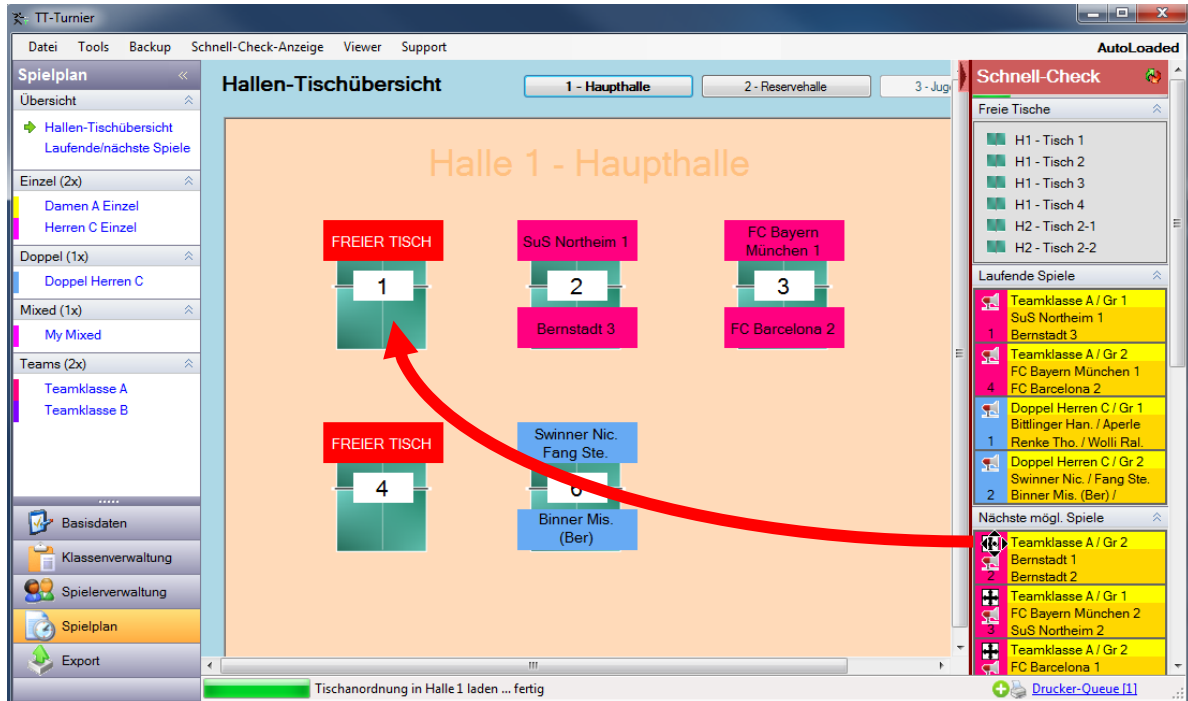 TT-Turnier
Datei Tools Backup Schnell-Check-Anzeige Viewer Support AutoLoaded
Spielplan
Übersicht
Hallen-Tischübersicht
Laufende/nächste Spiele
Einzel (2x)
Damen A Einzel
Herren C Einzel
Doppel (1x)
Doppel Herren C
Mixed (1x)
My Mixed
Teams (2x)
Teamklasse A
Teamklasse B
Basisdaten
Klassenverwaltung
Spielerverwaltung
Spielplan
Export
Hallen-Tischübersicht
1 - Haupthalle
2 - Reservehalle
3 - Jug
Halle 1 - Haupthalle
FREIER TISCH
1
SuS Northeim 1
2
Bernstadt 3
FC Bayern
München 1
3
FC Barcelona 2
FREIER TISCH
4
Swinner Nic.
Fang Ste.
6
Binner Mis.
(Ber)
Tischanordnung in Halle 1 laden ... fertig
Schnell-Check
Freie Tische
H1 - Tisch 1
H1 - Tisch 2
H1 - Tisch 3
H1 - Tisch 4
H2 - Tisch 2-1
H2 - Tisch 2-2
Laufende Spiele
Teamklasse A / Gr 1
SuS Northeim 1
1 Bernstadt 3
Teamklasse A / Gr 2
FC Bayern München 1
4 FC Barcelona 2
Doppel Herren C / Gr 1
Bittlinger Han. / Aperle
1 Renke Tho. / Wolli Ral.
Doppel Herren C / Gr 2
Swinner Nic. / Fang Ste.
2 Binner Mis. (Ber) /
Nächste mögl. Spiele
Teamklasse A / Gr 2
Bernstadt 1
2 Bernstadt 2
Teamklasse A / Gr 1
FC Bayern München 2
3 SuS Northeim 2
Teamklasse A / Gr 2
FC Barcelona 1
Drucker-Queue [1]